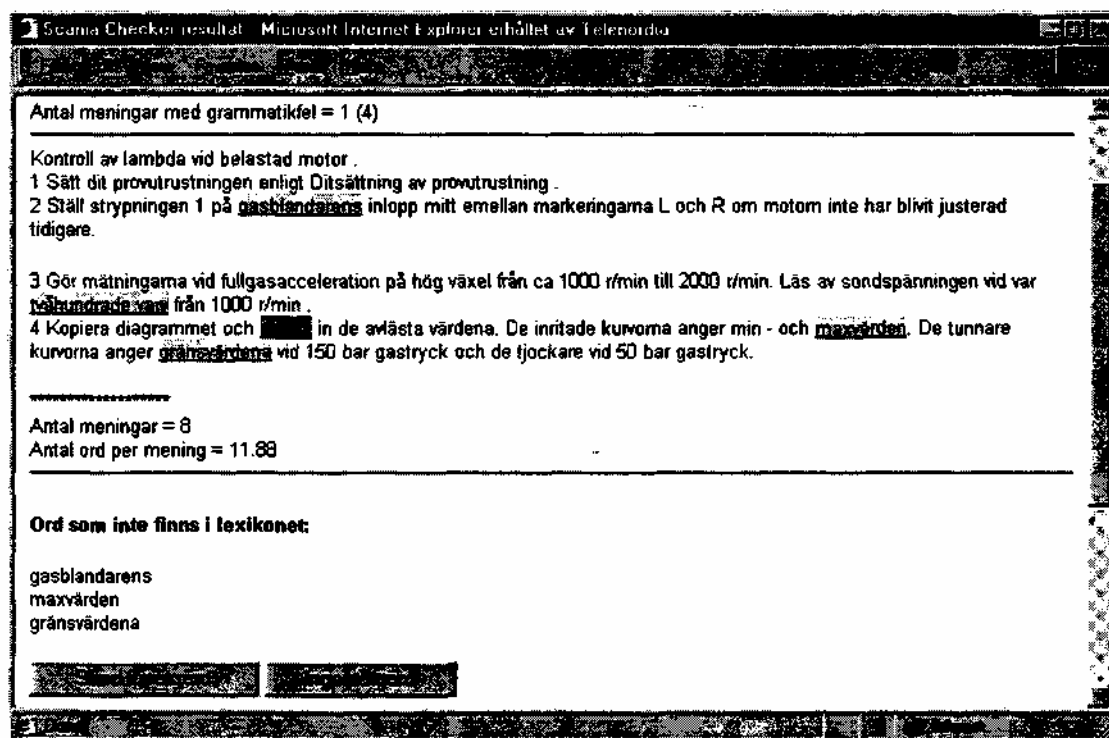 Scania Checker resultat - Microsoft Internet Explorer erhållet av Telenordia
Antal meningar med grammatikfel = 1 (4)
Kontroll av lambda vid belastad motor .
1 Sätt dit provutrustningen enligt Ditsättning av provutrustning .
2 Ställ strypningen 1 på gasblandarens inlopp mitt emellan markeringarna L och R om motorn inte har blivit justerad
tidigare.
3 Gör mätningarna vid fullgasacceleration på hög växel från ca 1000 r/min till 2000 r/min. Läs av sondspänningen vid var
tvåhundrade varv från 1000 r/min .
4 Kopiera diagrammet och in de avlästa värdena. De inritade kurvorna anger min - och maxvärden. De tunnare
kurvorna anger gränsvärdena vid 150 bar gastryck och de tjockare vid 50 bar gastryck.
********************
Antal meningar = 8
Antal ord per mening = 11.88
Ord som inte finns i lexikonet:
gasblandarens
maxvärden
gränsvärdena